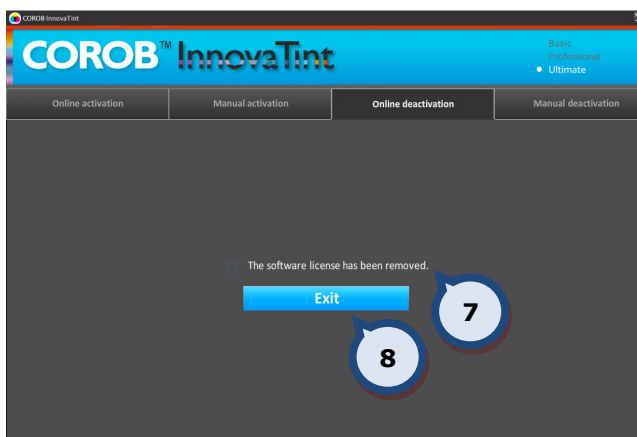 COROB InnovaTint
COROB™ InnovaTint
Basic
Professional
Ultimate
Online activation
Manual activation
Online deactivation
Manual deactivation
The software license has been removed.
Exit
7
8